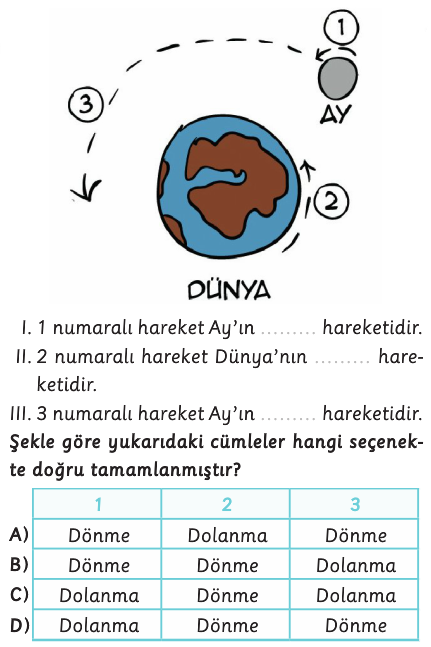 1
AY
3
2
DÜNYA
I. 1 numaralı hareket Ay'ın ......... hareketidir.
II. 2 numaralı hareket Dünya'nın ......... hare-
ketidir.
III. 3 numaralı hareket Ay'ın ......... hareketidir.
Şekle göre yukarıdaki cümleler hangi seçenek-
te doğru tamamlanmıştır?
1 2 3
A) Dönme Dolanma Dönme
B) Dönme Dönme Dolanma
C) Dolanma Dönme Dolanma
D) Dolanma Dönme Dönme